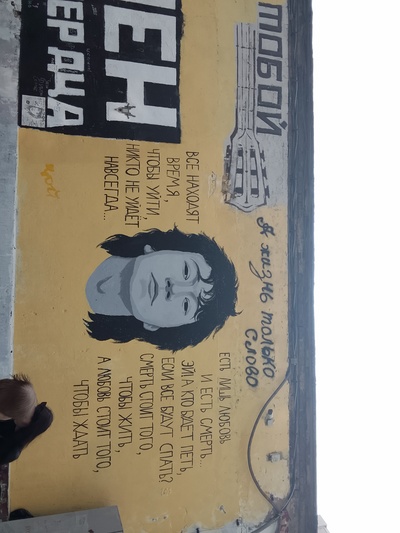 ТОБОЙ
ЕН
ЕРДЦА
ВСЕ НАХОДЯТ
ВРЕМЯ,
ЧТОБЫ УЙТИ,
НИКТО НЕ УЙДЁТ
НАВСЕГДА...
А жизнь только
слово
ЕСТЬ ЛИШЬ ЛЮБОВЬ
И ЕСТЬ СМЕРТЬ...
ЭЙ! А КТО БУДЕТ ПЕТЬ,
ЕСЛИ ВСЕ БУДУТ СПАТЬ?
СМЕРТЬ СТОИТ ТОГО,
ЧТОБЫ ЖИТЬ,
А ЛЮБОВЬ СТОИТ ТОГО,
ЧТОБЫ ЖДАТЬ